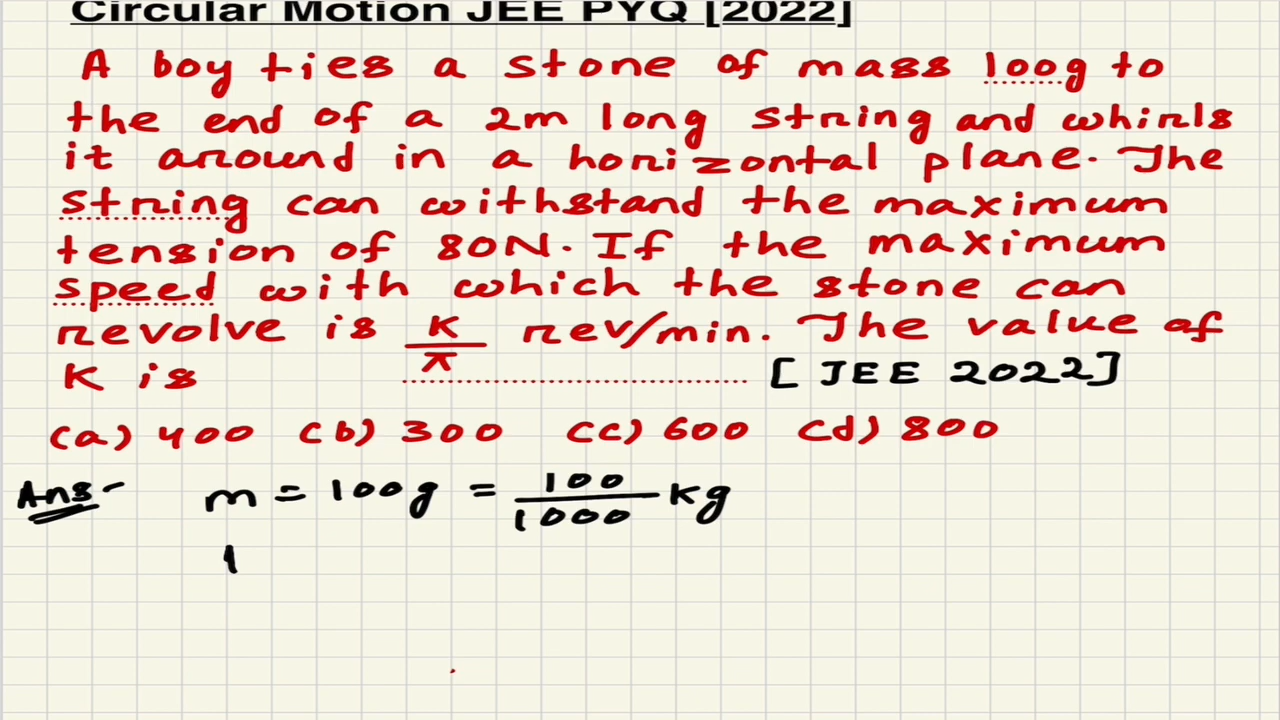 Circular Motion JEE PYQ [2022]
A boy ties a stone of mass 100g to
the end of a 2m long string and whirls
it around in a horizontal plane. The
string can withstand the maximum
tension of 80N. If the maximum
speed with which the stone can
revolve is K/π rev/min. The value of
K is [JEE 2022]
(a) 400 (b) 300 (c) 600 (d) 800
Ans- m = 100g = 100/1000 kg
1